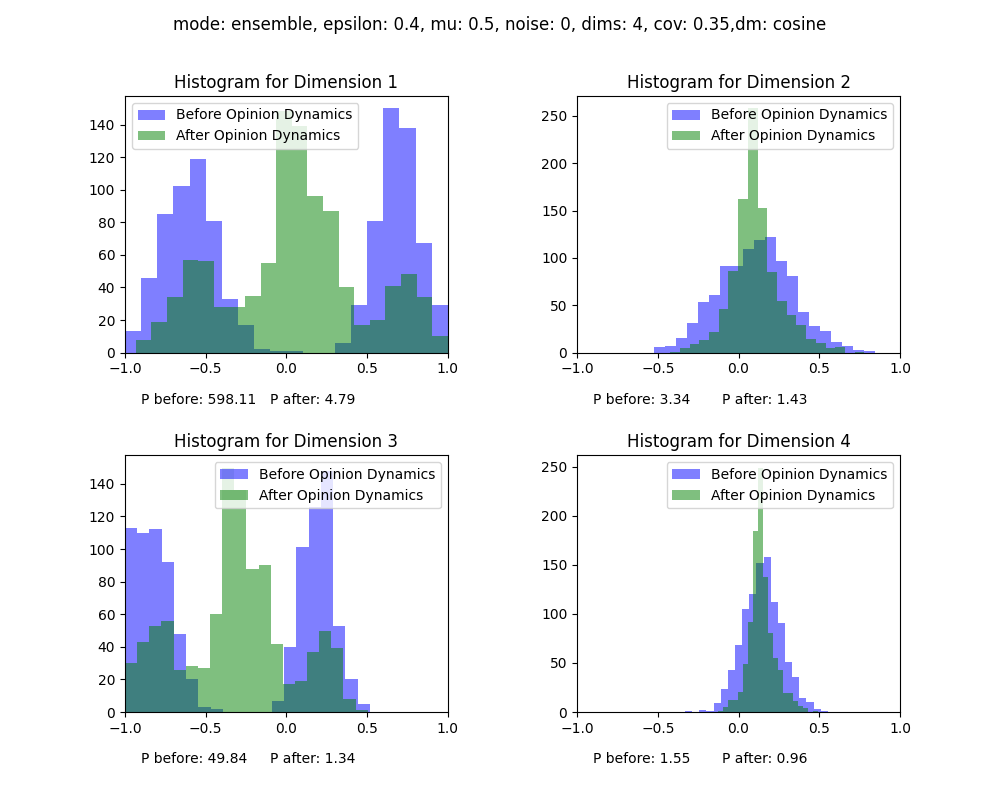 mode: ensemble, epsilon: 0.4, mu: 0.5, noise: 0, dims: 4, cov: 0.35,dm: cosine
Histogram for Dimension 1
Before Opinion Dynamics
After Opinion Dynamics
140
120
100
80
60
40
20
0
−1.0 −0.5 0.0 0.5 1.0
P before: 598.11 P after: 4.79
Histogram for Dimension 2
Before Opinion Dynamics
After Opinion Dynamics
250
200
150
100
50
0
−1.0 −0.5 0.0 0.5 1.0
P before: 3.34 P after: 1.43
Histogram for Dimension 3
Before Opinion Dynamics
After Opinion Dynamics
140
120
100
80
60
40
20
0
−1.0 −0.5 0.0 0.5 1.0
P before: 49.84 P after: 1.34
Histogram for Dimension 4
Before Opinion Dynamics
After Opinion Dynamics
250
200
150
100
50
0
−1.0 −0.5 0.0 0.5 1.0
P before: 1.55 P after: 0.96